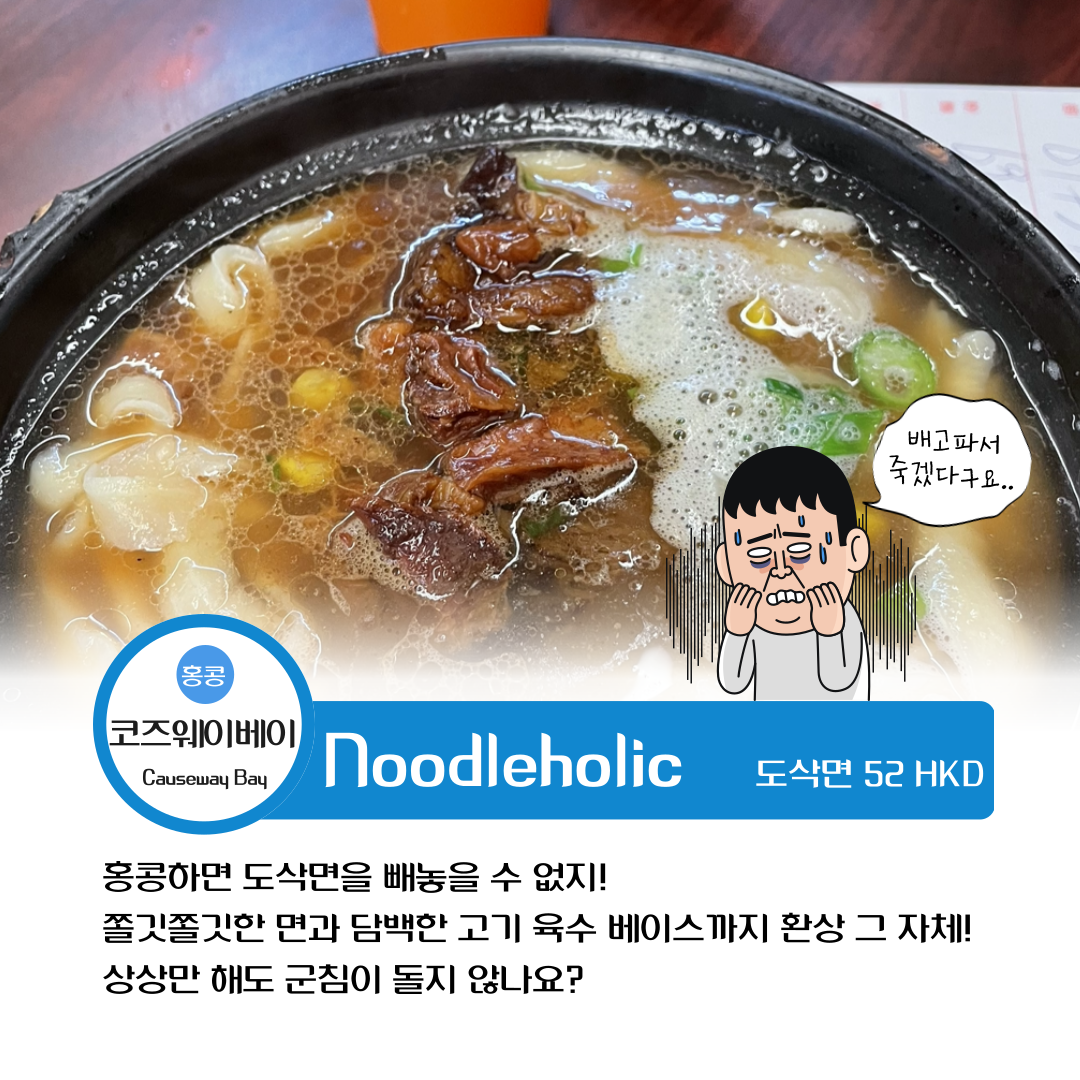 배고파서
죽겠다구요..
홍콩
코즈웨이베이
Causeway Bay
Noodleholic
도삭면 52 HKD
홍콩하면 도삭면을 빼놓을 수 없지!
쫄깃쫄깃한 면과 담백한 고기 육수 베이스까지 환상 그 자체!
상상만 해도 군침이 돌지 않나요?